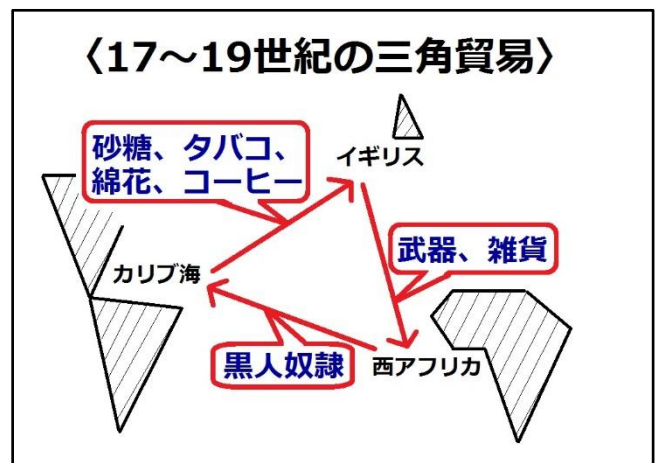 〈17～19世紀の三角貿易〉
砂糖、タバコ、
綿花、コーヒー
イギリス
武器、雑貨
カリブ海
黒人奴隷
西アフリカ